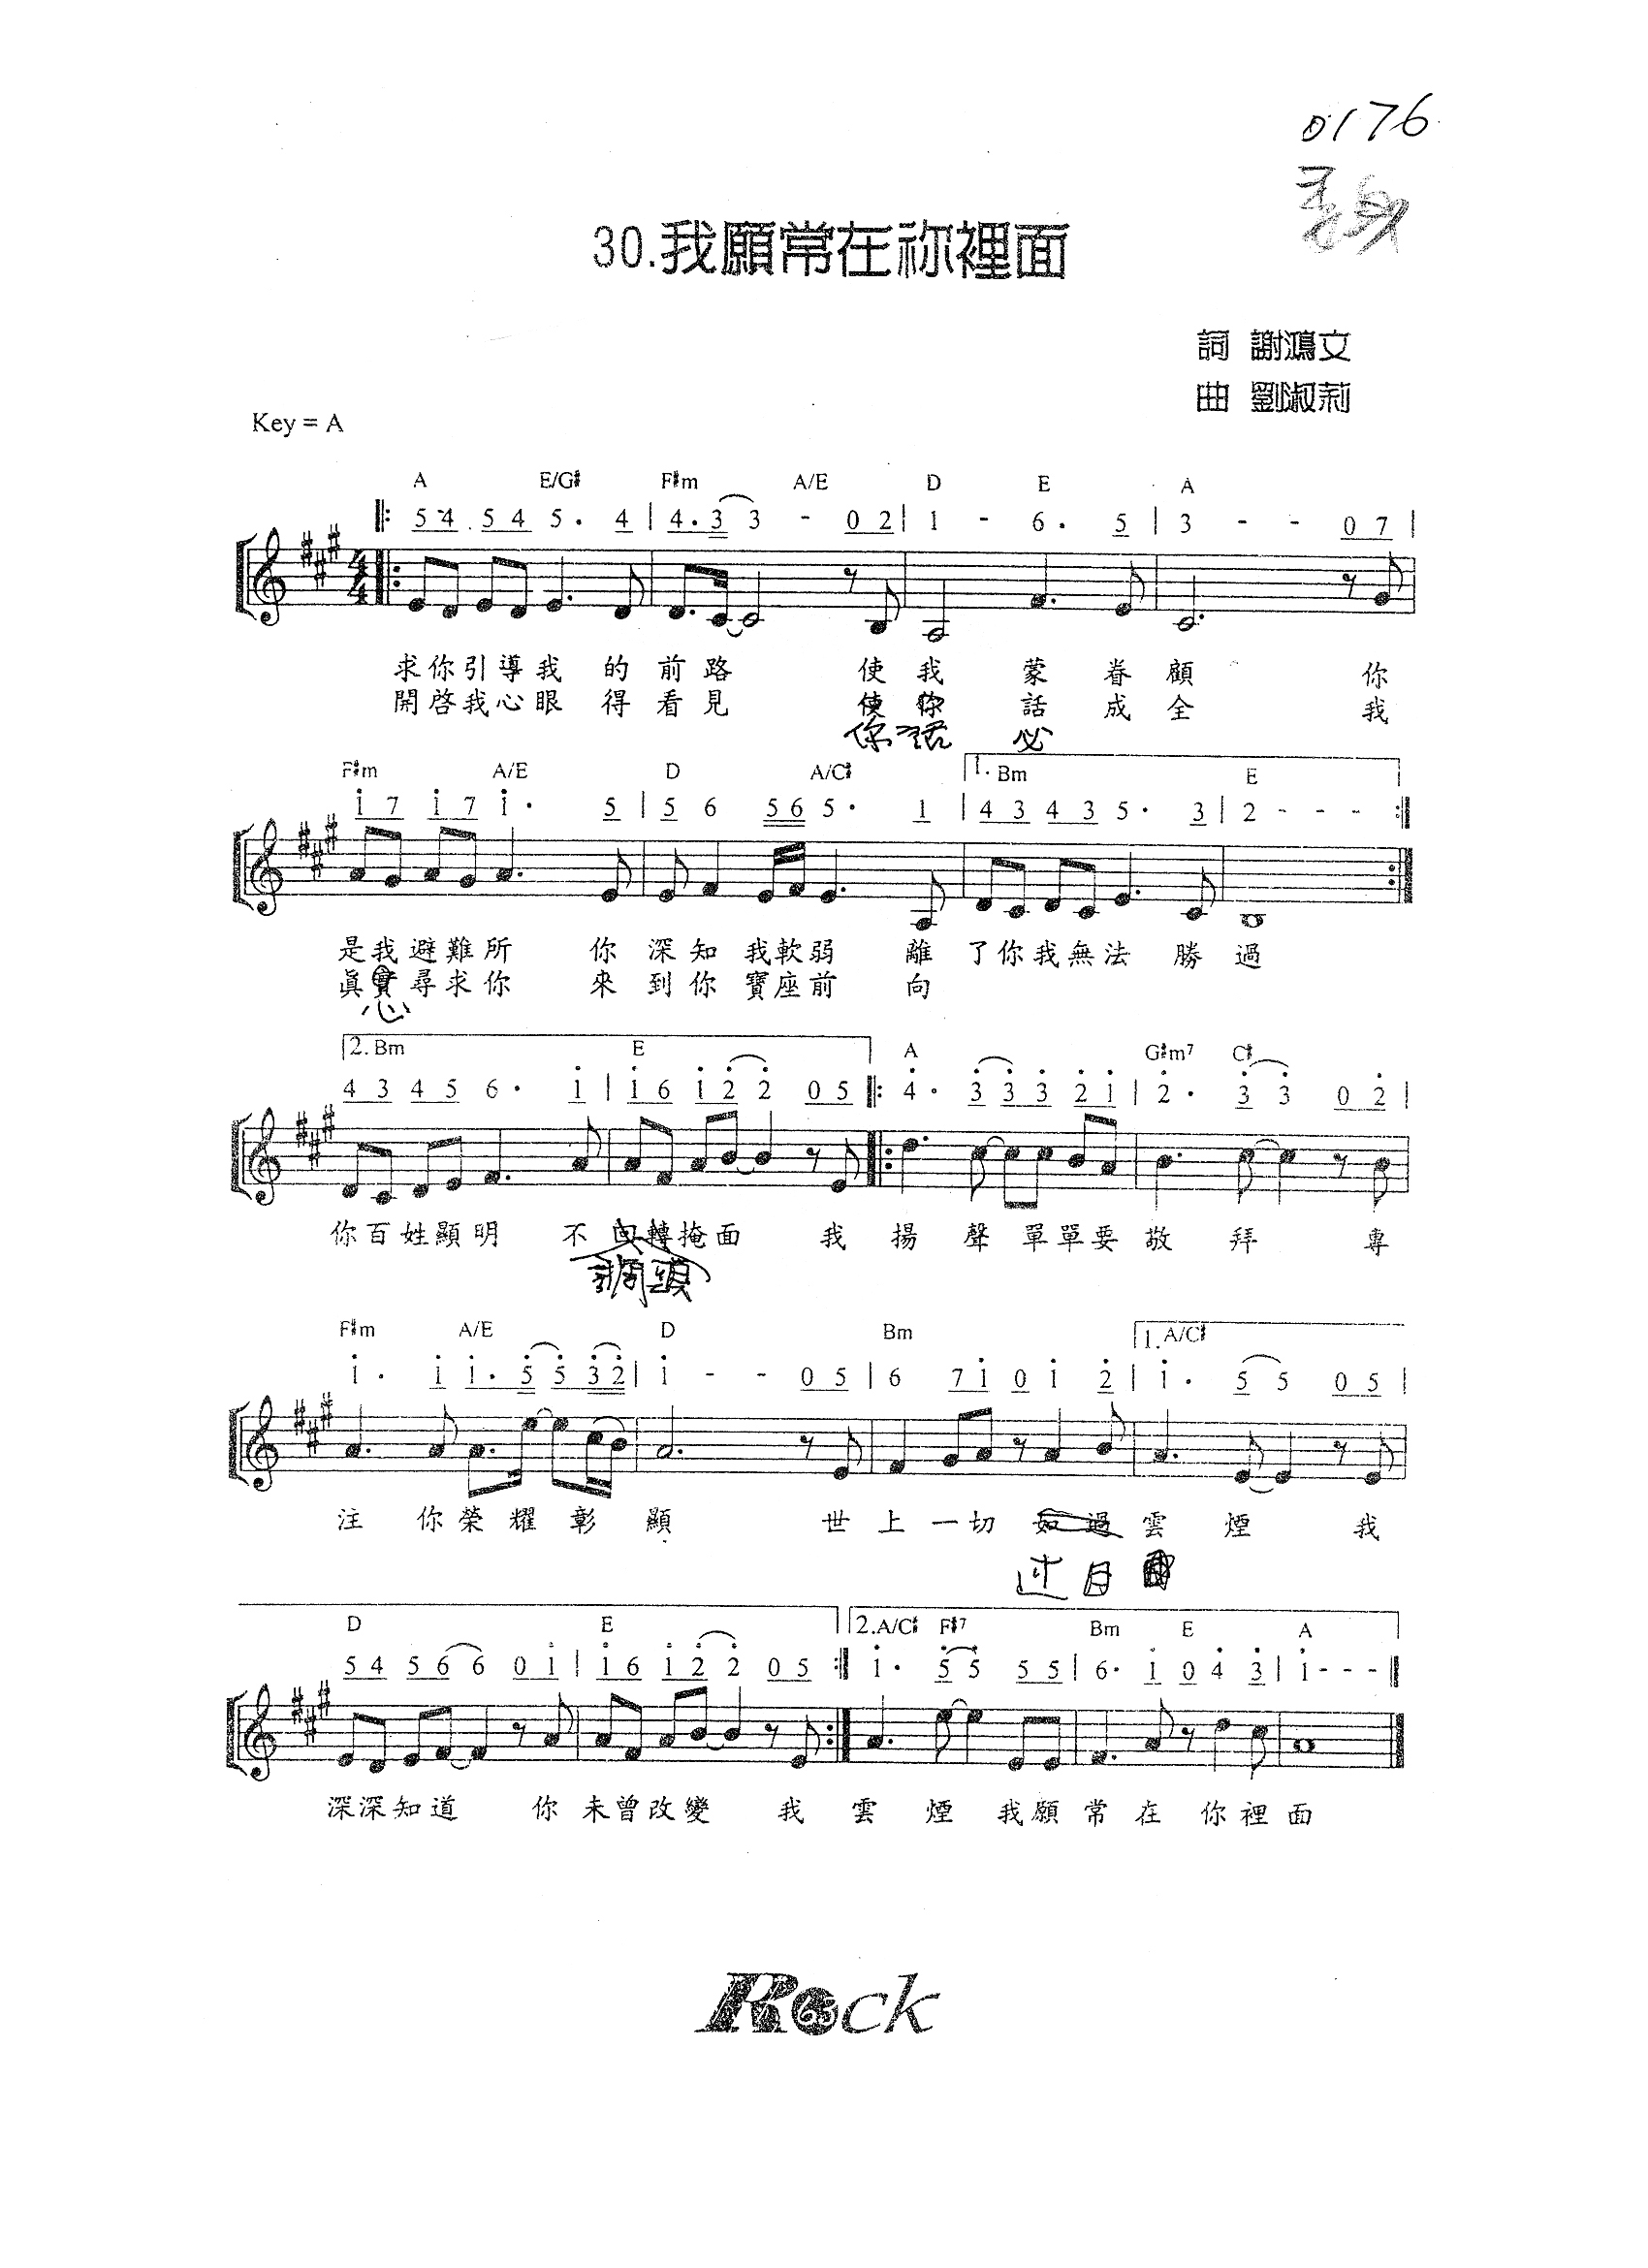 0176
30.我願常在祢裡面
詞 謝鴻文
曲 劉淑莉
Key = A
A E/G# F#m A/E D E A
5 4 5 4 5 . 4 | 4 . 3 3 - 0 2 | 1 - 6 . 5 | 3 - - 0 7 |
求你引導我 的 前 路 使 我 蒙 眷 顧 你
開啓我心眼 得 看 見 使 你 話 成 全 我
你話 必
F#m A/E D A/C# 1. Bm E
1 7 1 7 1 . 5 | 5 6 5 6 5 . 1 | 4 3 4 3 5 . 3 | 2 - - - :||
是我避難所 你 深 知 我軟弱 離 了你我無法 勝 過
眞實尋求你 來 到 你 寶座前 向
心
2. Bm E A G#m7 C#
4 3 4 5 6 . 1 | 1 6 1 2 2 0 5 ||: 4 . 3 3 3 2 1 | 2 . 3 3 0 2 |
你百姓顯明 不 向轉掩面 我 揚 聲 單單要 敬 拜 專
調頭
F#m A/E D Bm 1. A/C#
1 . 1 1 . 5 5 3 2 | 1 - - 0 5 | 6 7 1 0 1 2 | 1 . 5 5 0 5 |
注 你榮 耀 彰 顯 世 上 一切 如 過 雲 煙 我
过目
D E 2. A/C# F#7 Bm E A
5 4 5 6 6 0 1 | 1 6 1 2 2 0 5 :|| 1 . 5 5 5 5 | 6 . 1 0 4 3 | 1 - - - ||
深深知道 你 未曾改變 我 雲 煙 我願 常 在 你裡面
Rock